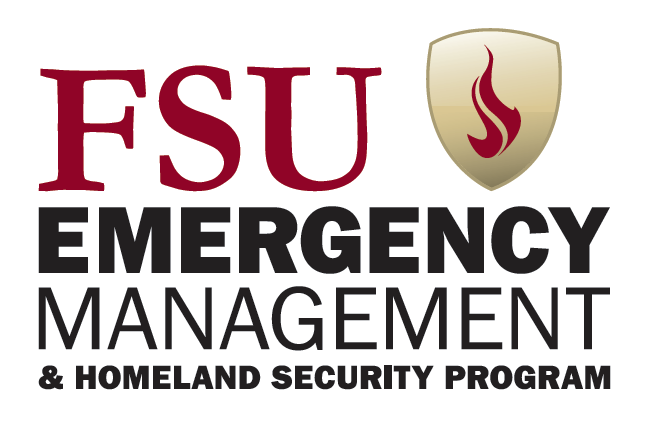 FSU
EMERGENCY
MANAGEMENT
& HOMELAND SECURITY PROGRAM